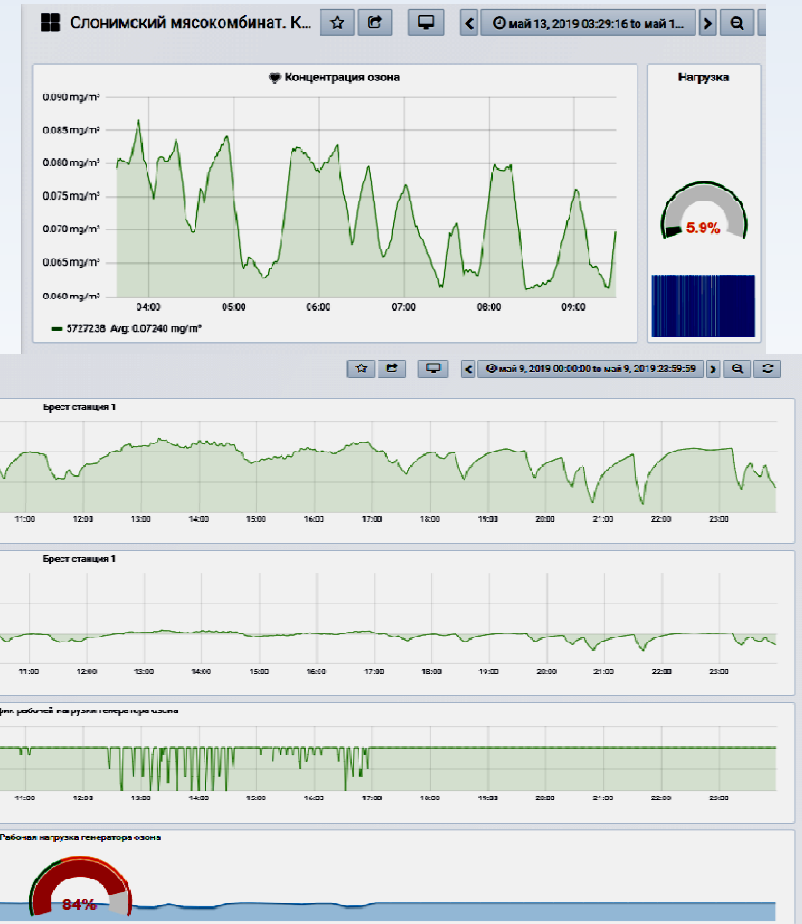 Слонимский мясокомбинат. К...
май 13, 2019 03:29:16 to май 1...
Концентрация озона
Нагрузка
0.090 mg/m³
0.085 mg/m³
0.080 mg/m³
0.075 mg/m³
0.070 mg/m³
0.065 mg/m³
0.060 mg/m³
04:00 05:00 06:00 07:00 08:00 09:00
5727238 Avg: 0.07240 mg/m³
5.9%
май 9, 2019 00:00:00 to май 9, 2019 23:59:59
Брест станция 1
11:00 12:00 13:00 14:00 15:00 16:00 17:00 18:00 19:00 20:00 21:00 22:00 23:00
Брест станция 1
11:00 12:00 13:00 14:00 15:00 16:00 17:00 18:00 19:00 20:00 21:00 22:00 23:00
рабочей нагрузки генератора озона
11:00 12:00 13:00 14:00 15:00 16:00 17:00 18:00 19:00 20:00 21:00 22:00 23:00
Рабочая нагрузка генератора озона
84%